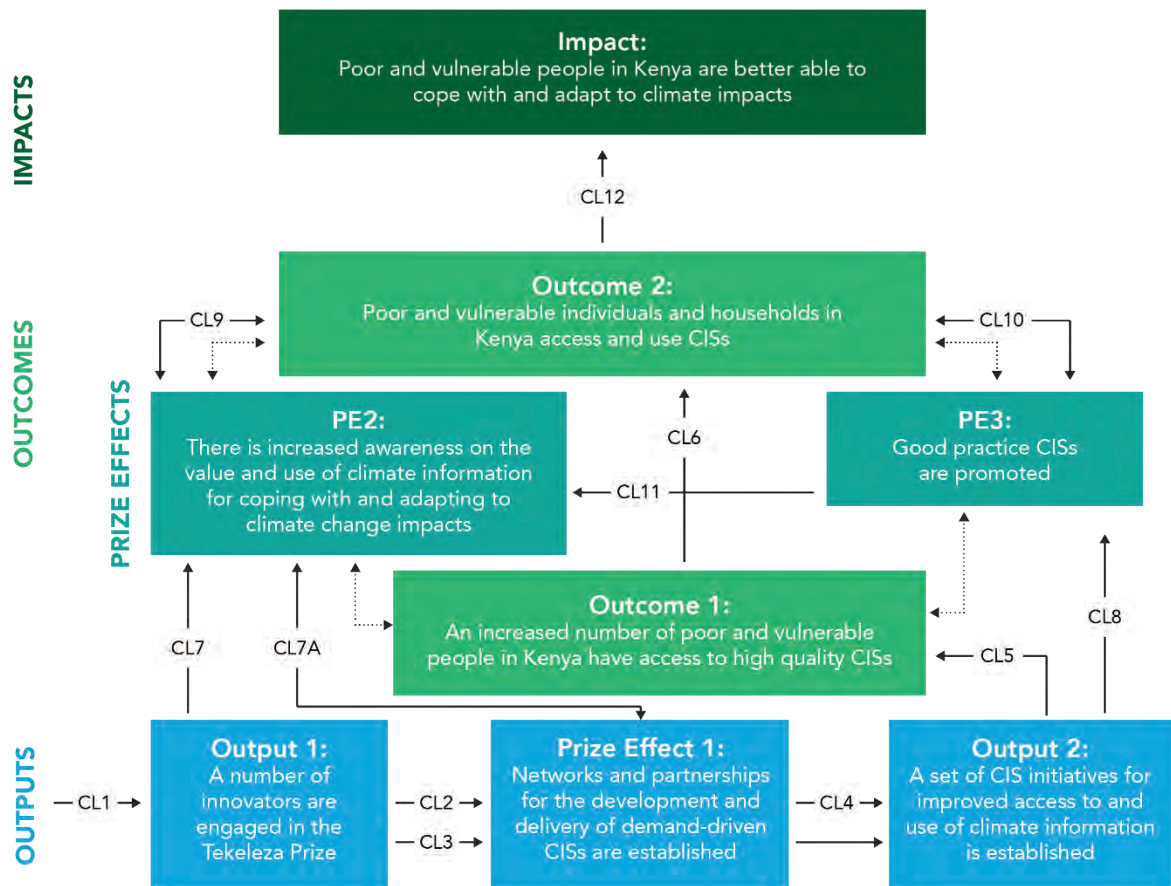 IMPACTS
Impact:
Poor and vulnerable people in Kenya are better able to
cope with and adapt to climate impacts
CL12
OUTCOMES
Outcome 2:
Poor and vulnerable individuals and households in
Kenya access and use CISs
CL9
CL10
PRIZE EFFECTS
PE2:
There is increased awareness on the
value and use of climate information
for coping with and adapting to
climate change impacts
CL6
CL11
PE3:
Good practice CISs
are promoted
CL7
CL7A
Outcome 1:
An increased number of poor and vulnerable
people in Kenya have access to high quality CISs
CL5
CL8
OUTPUTS
CL1
Output 1:
A number of
innovators are
engaged in the
Tekeleza Prize
CL2
CL3
Prize Effect 1:
Networks and partnerships
for the development and
delivery of demand-driven
CISs are established
CL4
Output 2:
A set of CIS initiatives for
improved access to and
use of climate information
is established